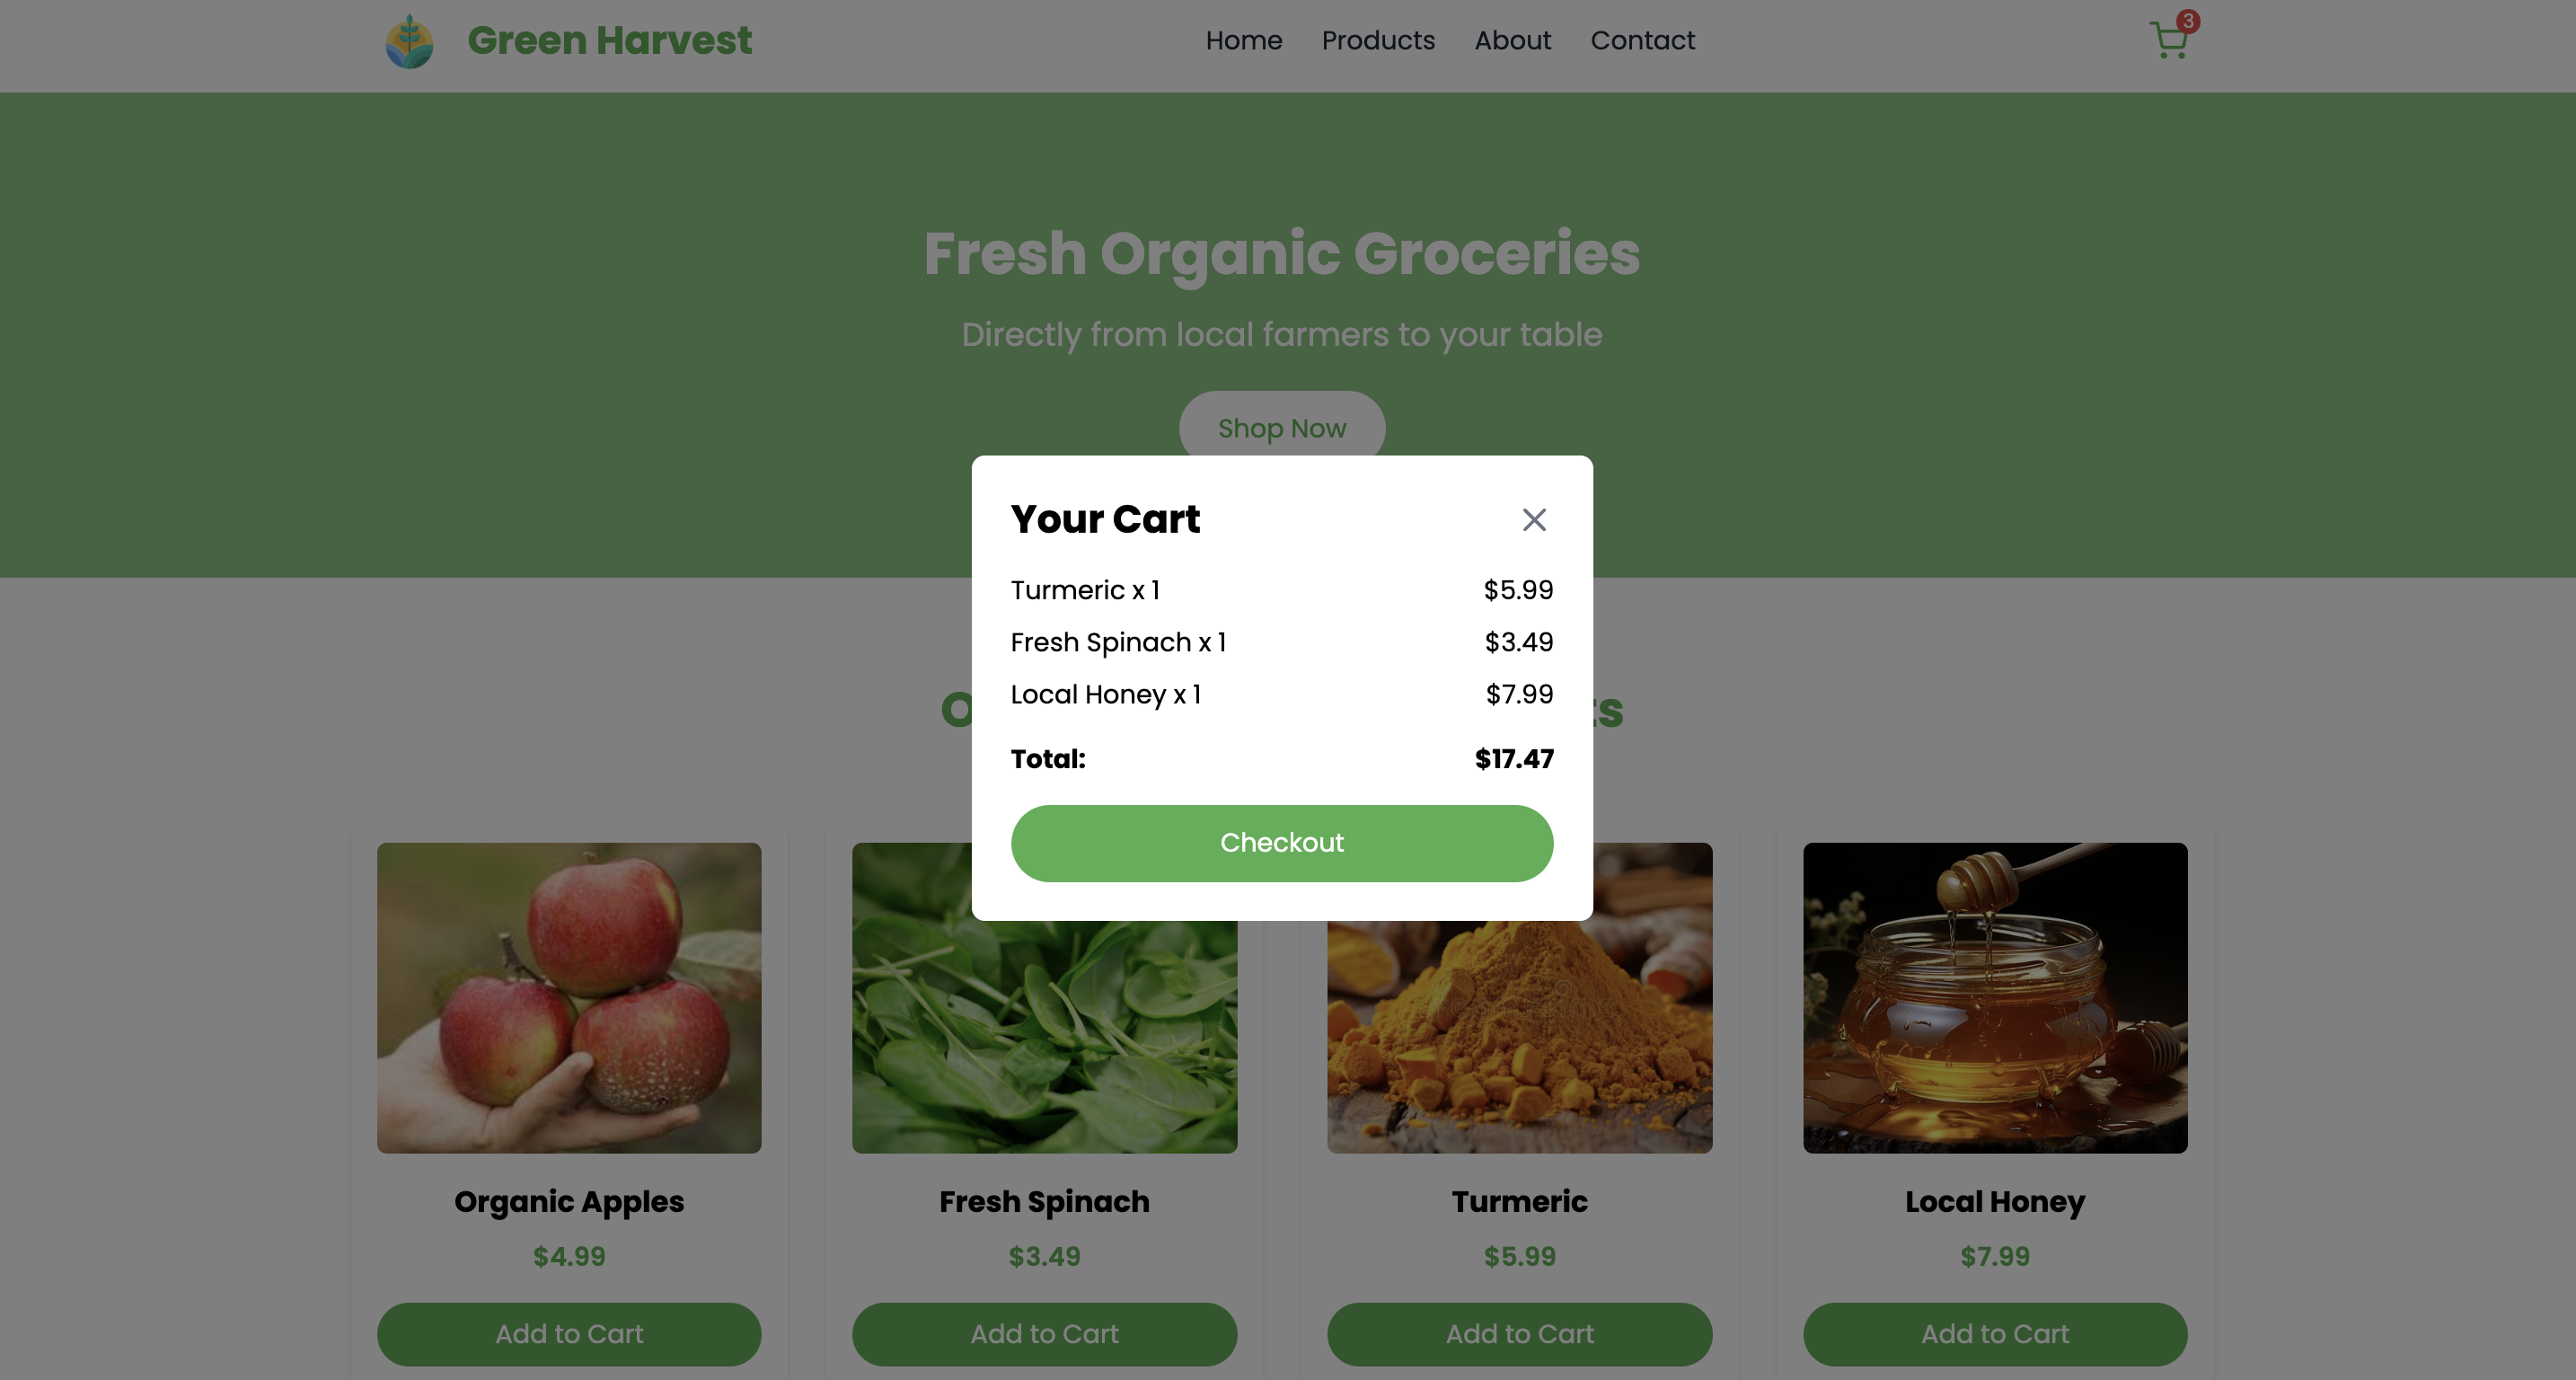 Green Harvest
Home Products About Contact
3
Fresh Organic Groceries
Directly from local farmers to your table
Shop Now
Your Cart
Turmeric x 1 $5.99
Fresh Spinach x 1 $3.49
Local Honey x 1 $7.99
Total: $17.47
Checkout
Organic Apples Fresh Spinach Turmeric Local Honey
$4.99 $3.49 $5.99 $7.99
Add to Cart Add to Cart Add to Cart Add to Cart